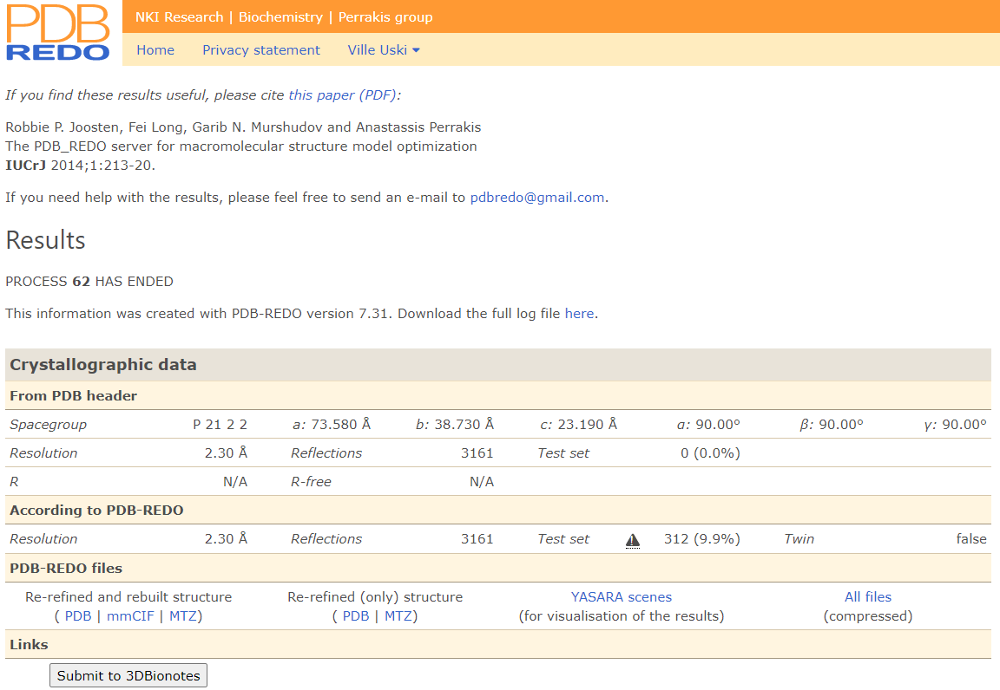 PDB
REDO
NKI Research | Biochemistry | Perrakis group
Home Privacy statement Ville Uski
If you find these results useful, please cite this paper (PDF):
Robbie P. Joosten, Fei Long, Garib N. Murshudov and Anastassis Perrakis
The PDB_REDO server for macromolecular structure model optimization
IUCrJ 2014;1:213-20.
If you need help with the results, please feel free to send an e-mail to pdbredo@gmail.com.
Results
PROCESS 62 HAS ENDED
This information was created with PDB-REDO version 7.31. Download the full log file here.
Crystallographic data
From PDB header
Spacegroup P 21 2 2 a: 73.580 Å b: 38.730 Å c: 23.190 Å α: 90.00° β: 90.00° γ: 90.00°
Resolution 2.30 Å Reflections 3161 Test set 0 (0.0%)
R N/A R-free N/A
According to PDB-REDO
Resolution 2.30 Å Reflections 3161 Test set 312 (9.9%) Twin false
PDB-REDO files
Re-refined and rebuilt structure Re-refined (only) structure YASARA scenes All files
( PDB | mmCIF | MTZ) ( PDB | MTZ) (for visualisation of the results) (compressed)
Links
Submit to 3DBionotes